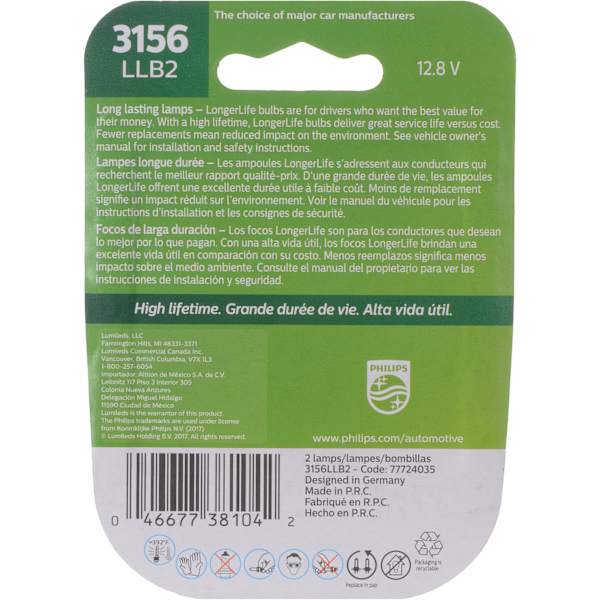 The choice of major car manufacturers
3156
LLB2
12.8 V
Long lasting lamps – LongerLife bulbs are for drivers who want the best value for
their money. With a high lifetime, LongerLife bulbs deliver great service life versus cost.
Fewer replacements mean reduced impact on the environment. See vehicle owner's
manual for installation and safety instructions.
Lampes longue durée – Les ampoules LongerLife s'adressent aux conducteurs qui
recherchent le meilleur rapport qualité-prix. D'une grande durée de vie, les ampoules
LongerLife offrent une excellente durée utile à faible coût. Moins de remplacement
signifie un impact réduit sur l'environnement. Voir le manuel du véhicule pour les
instructions d'installation et les consignes de sécurité.
Focos de larga duración – Los focos LongerLife son para los conductores que desean
lo mejor por lo que pagan. Con una alta vida útil, los focos LongerLife brindan una
excelente vida útil en comparación con su costo. Menos reemplazos significa menos
impacto sobre el medio ambiente. Consulte el manual del propietario para ver las
instrucciones de instalación y seguridad.
High lifetime. Grande durée de vie. Alta vida útil.
Lumileds, LLC
Farmington Hills, MI 48331-3371
Lumileds Commercial Canada Inc.
Vancouver, British Columbia, V7X 1L3
1-800-257-6054
Importador: Altilon de México S.A. de C.V.
Leibnitz 117 Piso 3 Interior 305
Colonia Nueva Anzures
Delegación Miguel Hidalgo
11590 Ciudad de México
Lumileds is the warrantor of this product.
The Philips trademarks are used under license
from Koninklijke Philips N.V. (2017)
© Lumileds Holding B.V. 2017. All rights reserved.
PHILIPS
www.philips.com/automotive
2 lamps/lampes/bombillas
3156LLB2 - Code: 77724035
Designed in Germany
Made in P.R.C.
Fabriqué en R.P.C.
Hecho en P.R.C.
0 46677 38104 2
+392°F
Replace in pair
Packaging is
recyclable